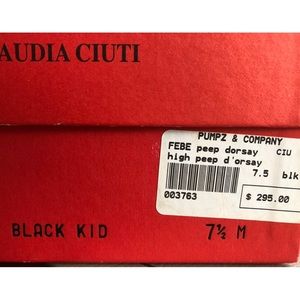 AUDIA CIUTI
PUMPZ & COMPANY
FEBE peep dorsay CIU
high peep d'orsay
7.5 blk
003763
$ 295.00
BLACK KID 7½ M